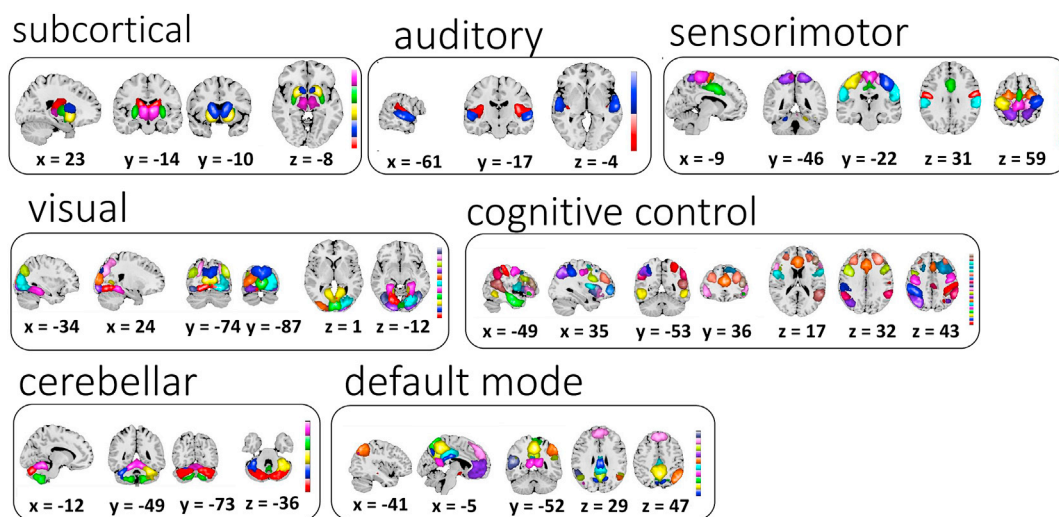 subcortical
auditory
sensorimotor
x = 23
y = -14
y = -10
z = -8
x = -61
y = -17
z = -4
x = -9
y = -46
y = -22
z = 31
z = 59
visual
cognitive control
x = -34
x = 24
y = -74
y = -87
z = 1
z = -12
x = -49
x = 35
y = -53
y = 36
z = 17
z = 32
z = 43
cerebellar
default mode
x = -12
y = -49
y = -73
z = -36
x = -41
x = -5
y = -52
z = 29
z = 47